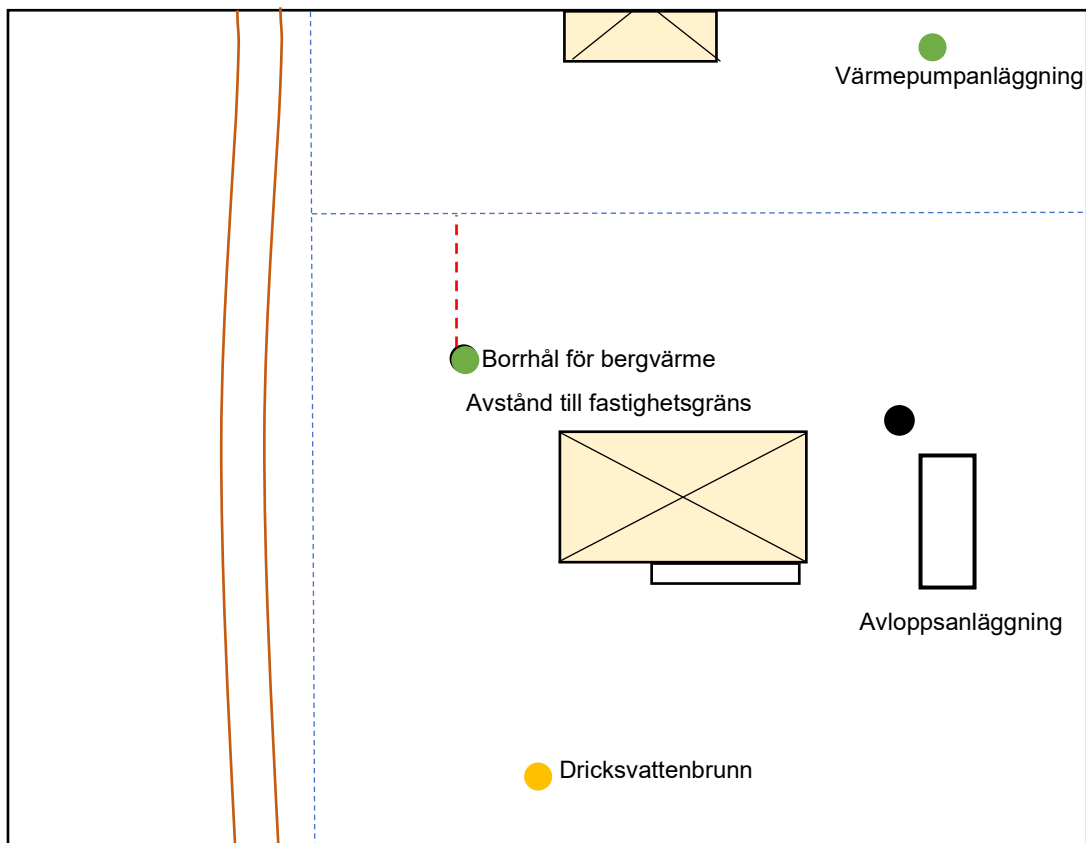 Värmepumpanläggning
Borrhål för bergvärme
Avstånd till fastighetsgräns
Avloppsanläggning
Dricksvattenbrunn